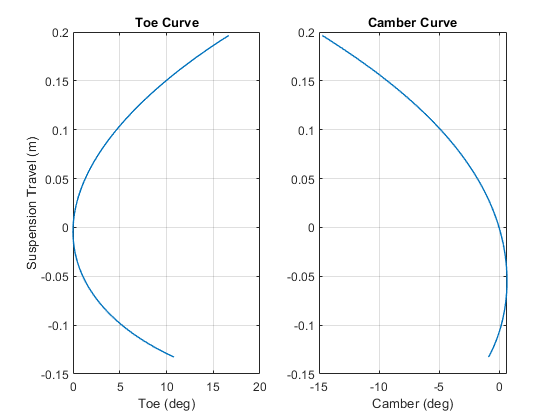 Toe Curve
Suspension Travel (m)
0.2
0.15
0.1
0.05
0
-0.05
-0.1
-0.15
0 5 10 15 20
Toe (deg)
Camber Curve
0.2
0.15
0.1
0.05
0
-0.05
-0.1
-0.15
-15 -10 -5 0
Camber (deg)